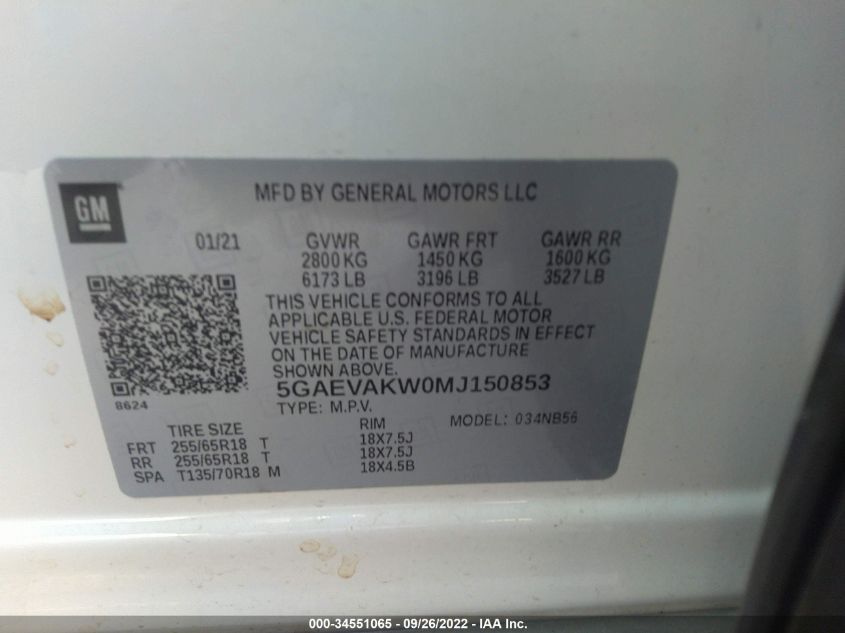 GM
MFD BY GENERAL MOTORS LLC
01/21 GVWR GAWR FRT GAWR RR
2800 KG 1450 KG 1600 KG
6173 LB 3196 LB 3527 LB
THIS VEHICLE CONFORMS TO ALL
APPLICABLE U.S. FEDERAL MOTOR
VEHICLE SAFETY STANDARDS IN EFFECT
ON THE DATE OF MANUFACTURE
SHOWN ABOVE.
8624
5GAEVAKW0MJ150853
TYPE: M.P.V. MODEL: 034NB56
TIRE SIZE RIM
FRT 255/65R18 T 18X7.5J
RR 255/65R18 T 18X7.5J
SPA T135/70R18 M 18X4.5B
000-34551065 - 09/26/2022 - IAA Inc.